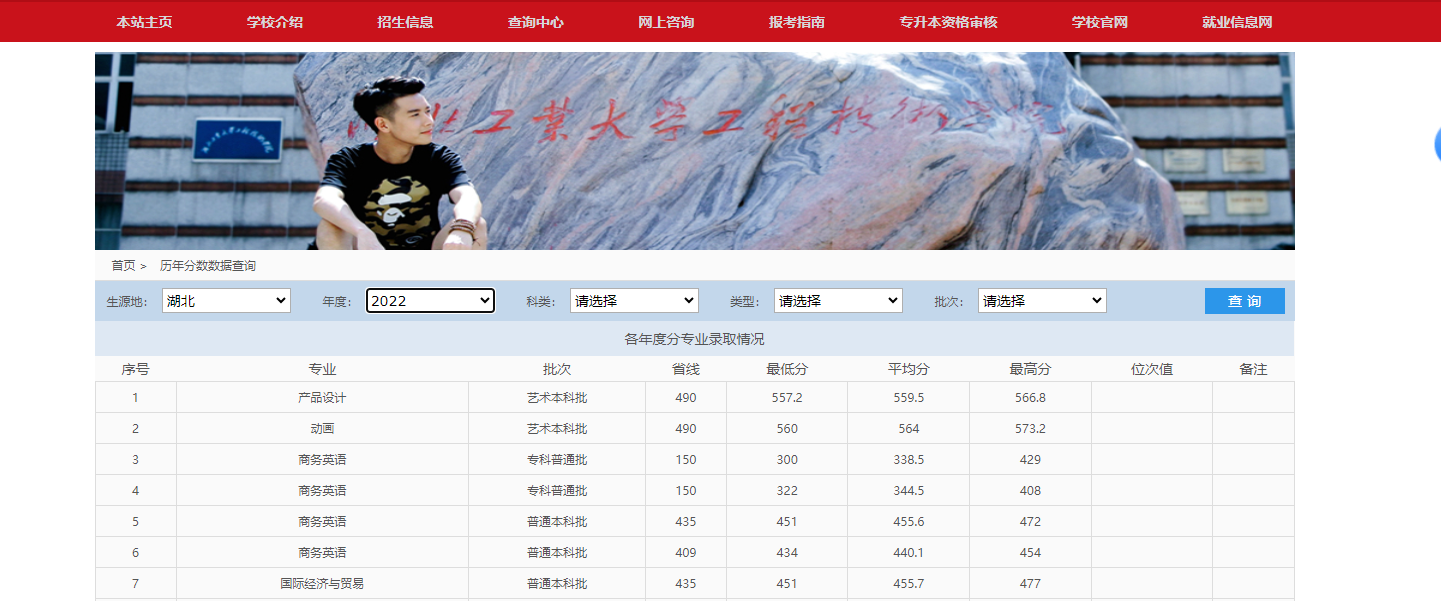 本站主页 学校介绍 招生信息 查询中心 网上咨询 报考指南 专升本资格审核 学校官网 就业信息网
北工业大学工程技术学院
首页 > 历年分数数据查询
生源地: 湖北 年度: 2022 科类: 请选择 类型: 请选择 批次: 请选择 查 询
各年度分专业录取情况
序号 专业 批次 省线 最低分 平均分 最高分 位次值 备注
1 产品设计 艺术本科批 490 557.2 559.5 566.8
2 动画 艺术本科批 490 560 564 573.2
3 商务英语 专科普通批 150 300 338.5 429
4 商务英语 专科普通批 150 322 344.5 408
5 商务英语 普通本科批 435 451 455.6 472
6 商务英语 普通本科批 409 434 440.1 454
7 国际经济与贸易 普通本科批 435 451 455.7 477